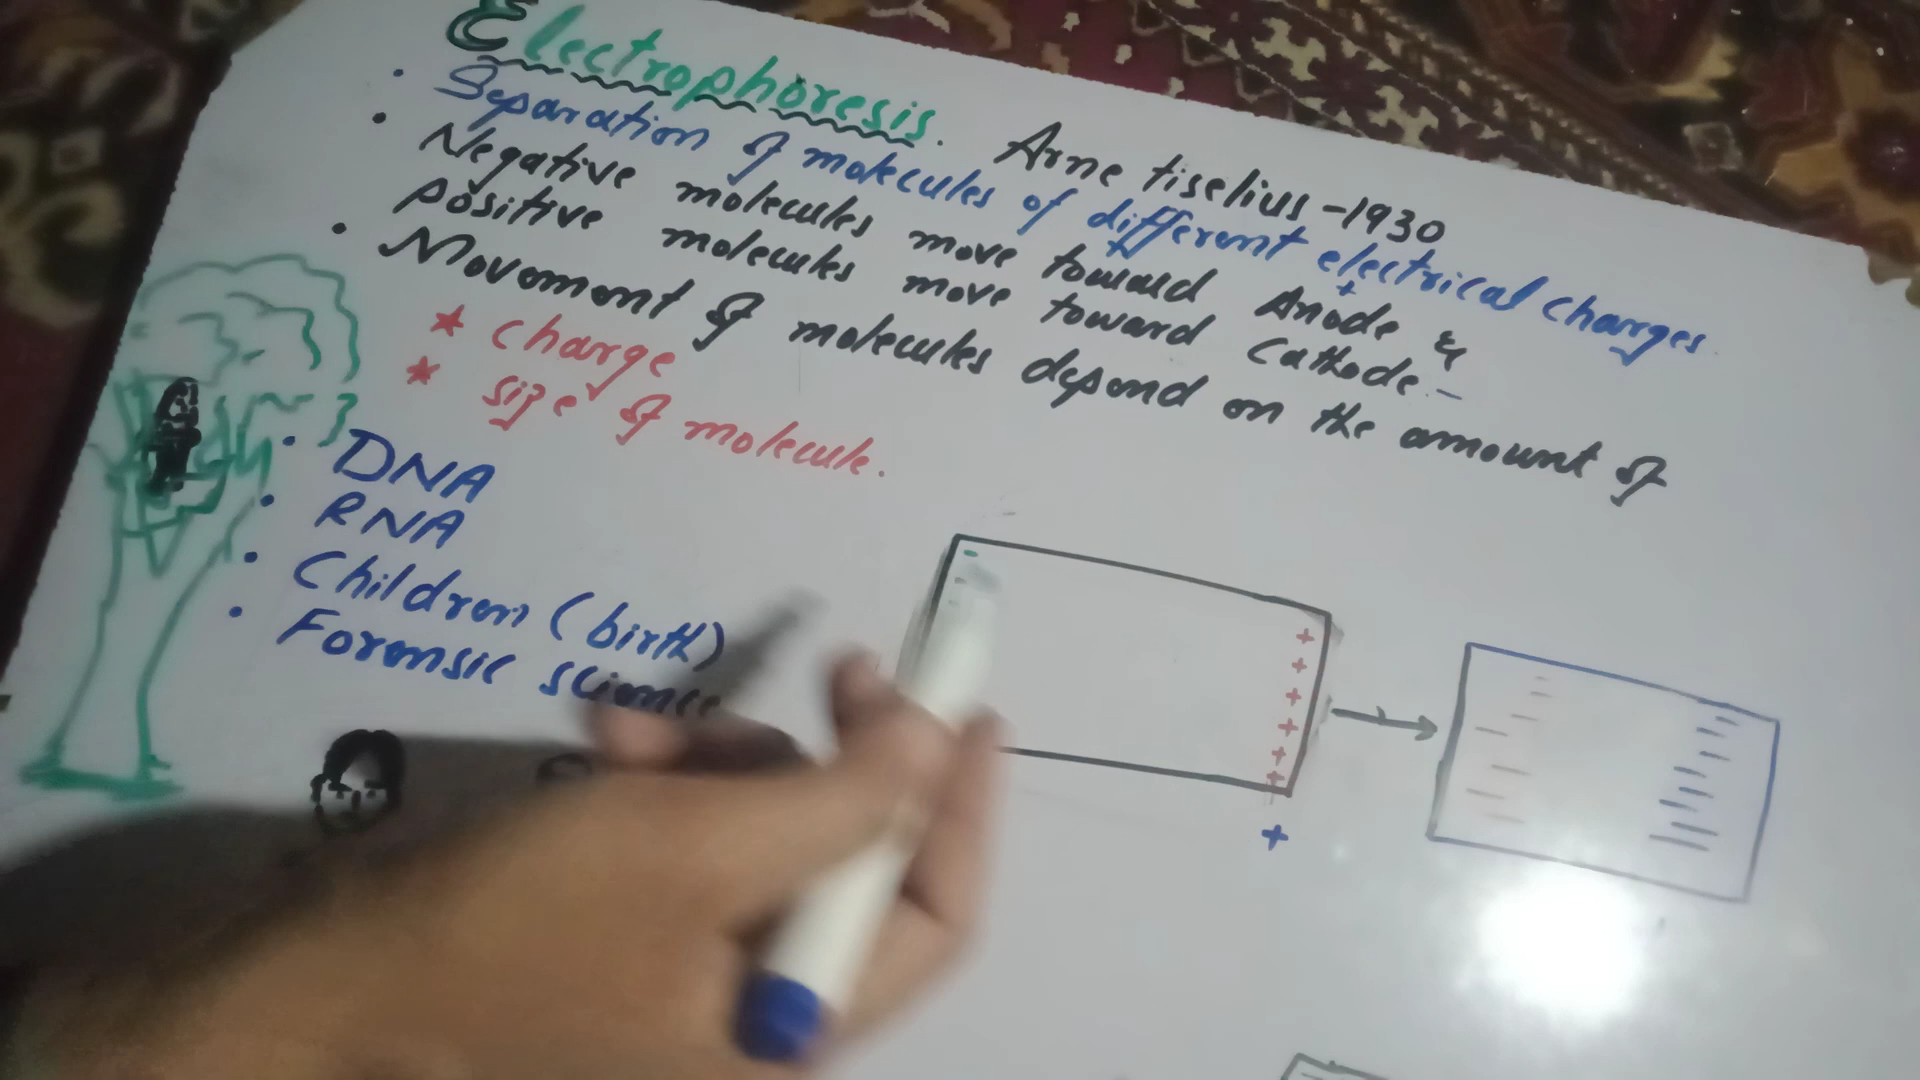 Electrophoresis. Arne tiselius -1930
• Separation of molecules of different electrical charges.
• Negative molecules move toward Anode &
+
positive molecules move toward Cathode. -
• Movement of molecules depend on the amount of
* charge
* size of molecule.
• DNA
• RNA
• Children (birth)
• Forensic science
-
+
+
+
+
+
+
+